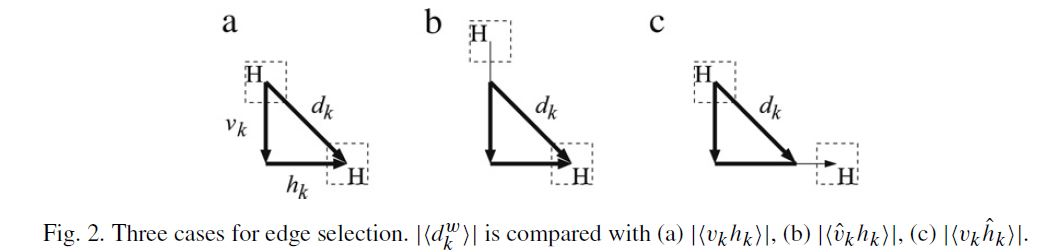 a b c
H H H
d_k d_k d_k
v_k
H H H
h_k
Fig. 2. Three cases for edge selection. |⟨d_k^w⟩| is compared with (a) |⟨v_k h_k⟩|, (b) |⟨v̂_k h_k⟩|, (c) |⟨v_k ĥ_k⟩|.